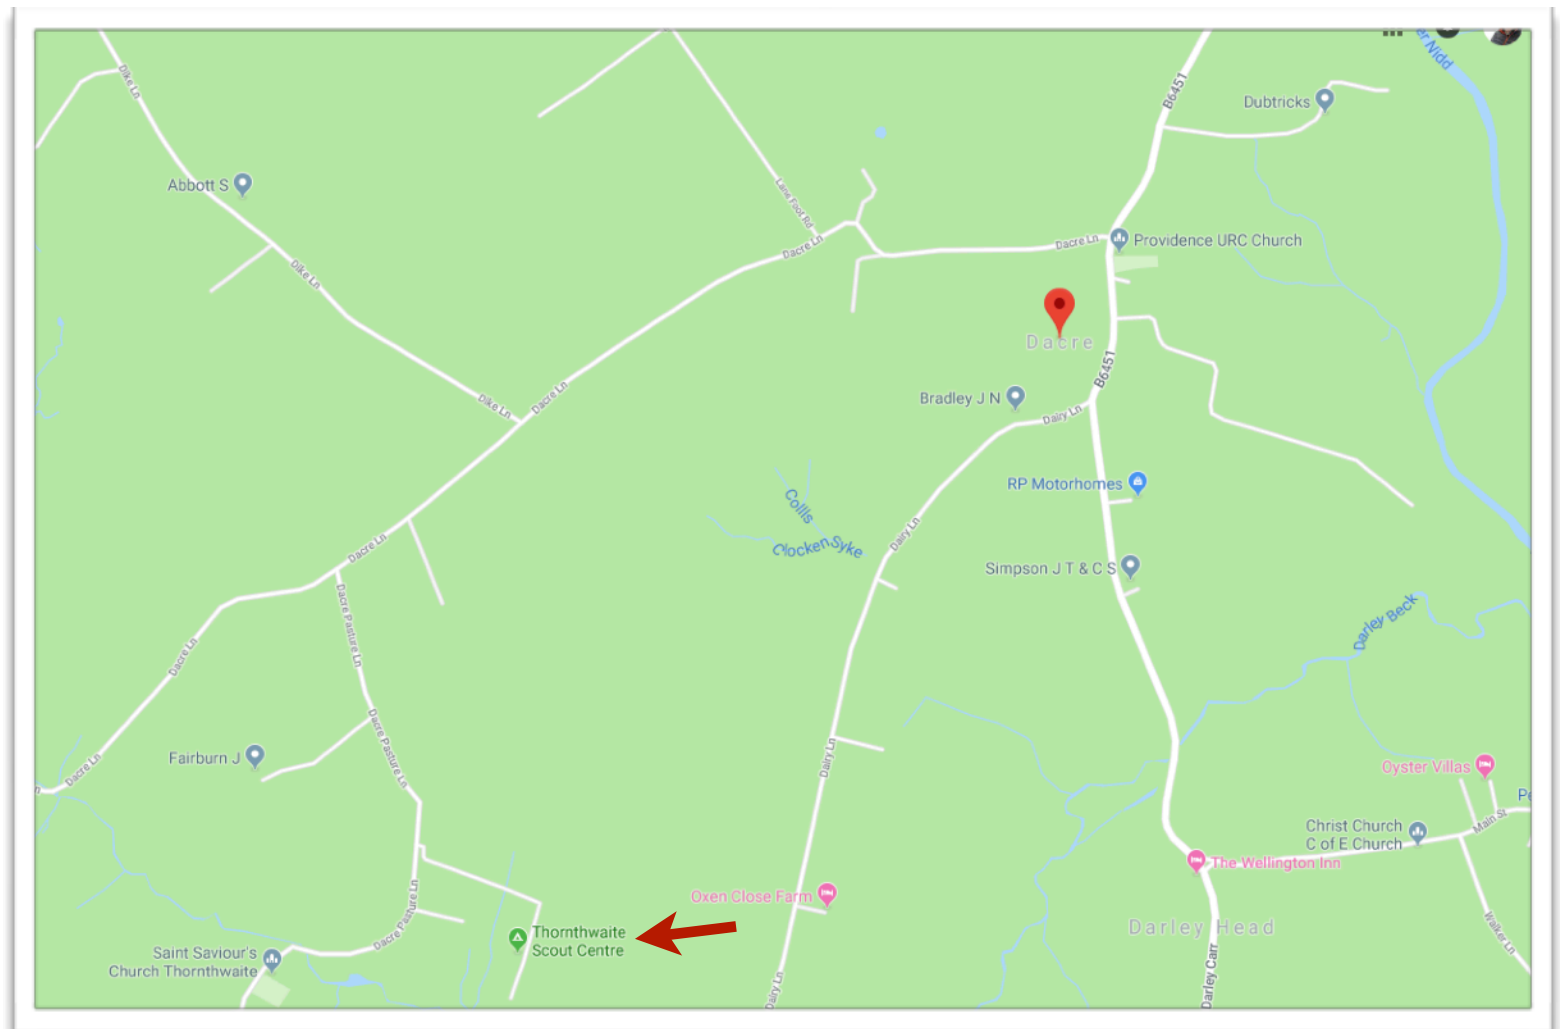 er Nidd
Dike Ln
B6451
Dubtricks
Abbott S
Lane Foot Rd
Dacre Ln
Dacre Ln
Providence URC Church
Dike Ln
Dacre
B6451
Dike Ln
Dacre Ln
Bradley J N
Dairy Ln
RP Motorhomes
Collls
Clocken Syke
Dairy Ln
Dacre Ln
Simpson J T & C S
Dacre Pasture Ln
Darley Beck
Dacre Ln
Dacre Pasture Ln
Fairburn J
Dairy Ln
Dacre Ln
n
Oyster Villas
Pe
Main St
Christ Church
C of E Church
The Wellington Inn
Oxen Close Farm
Dacre Pasture Ln
Thornthwaite
Scout Centre
Darley Head
Walker Ln
Saint Saviour's
Church Thornthwaite
Dairy Ln
Darley Carr